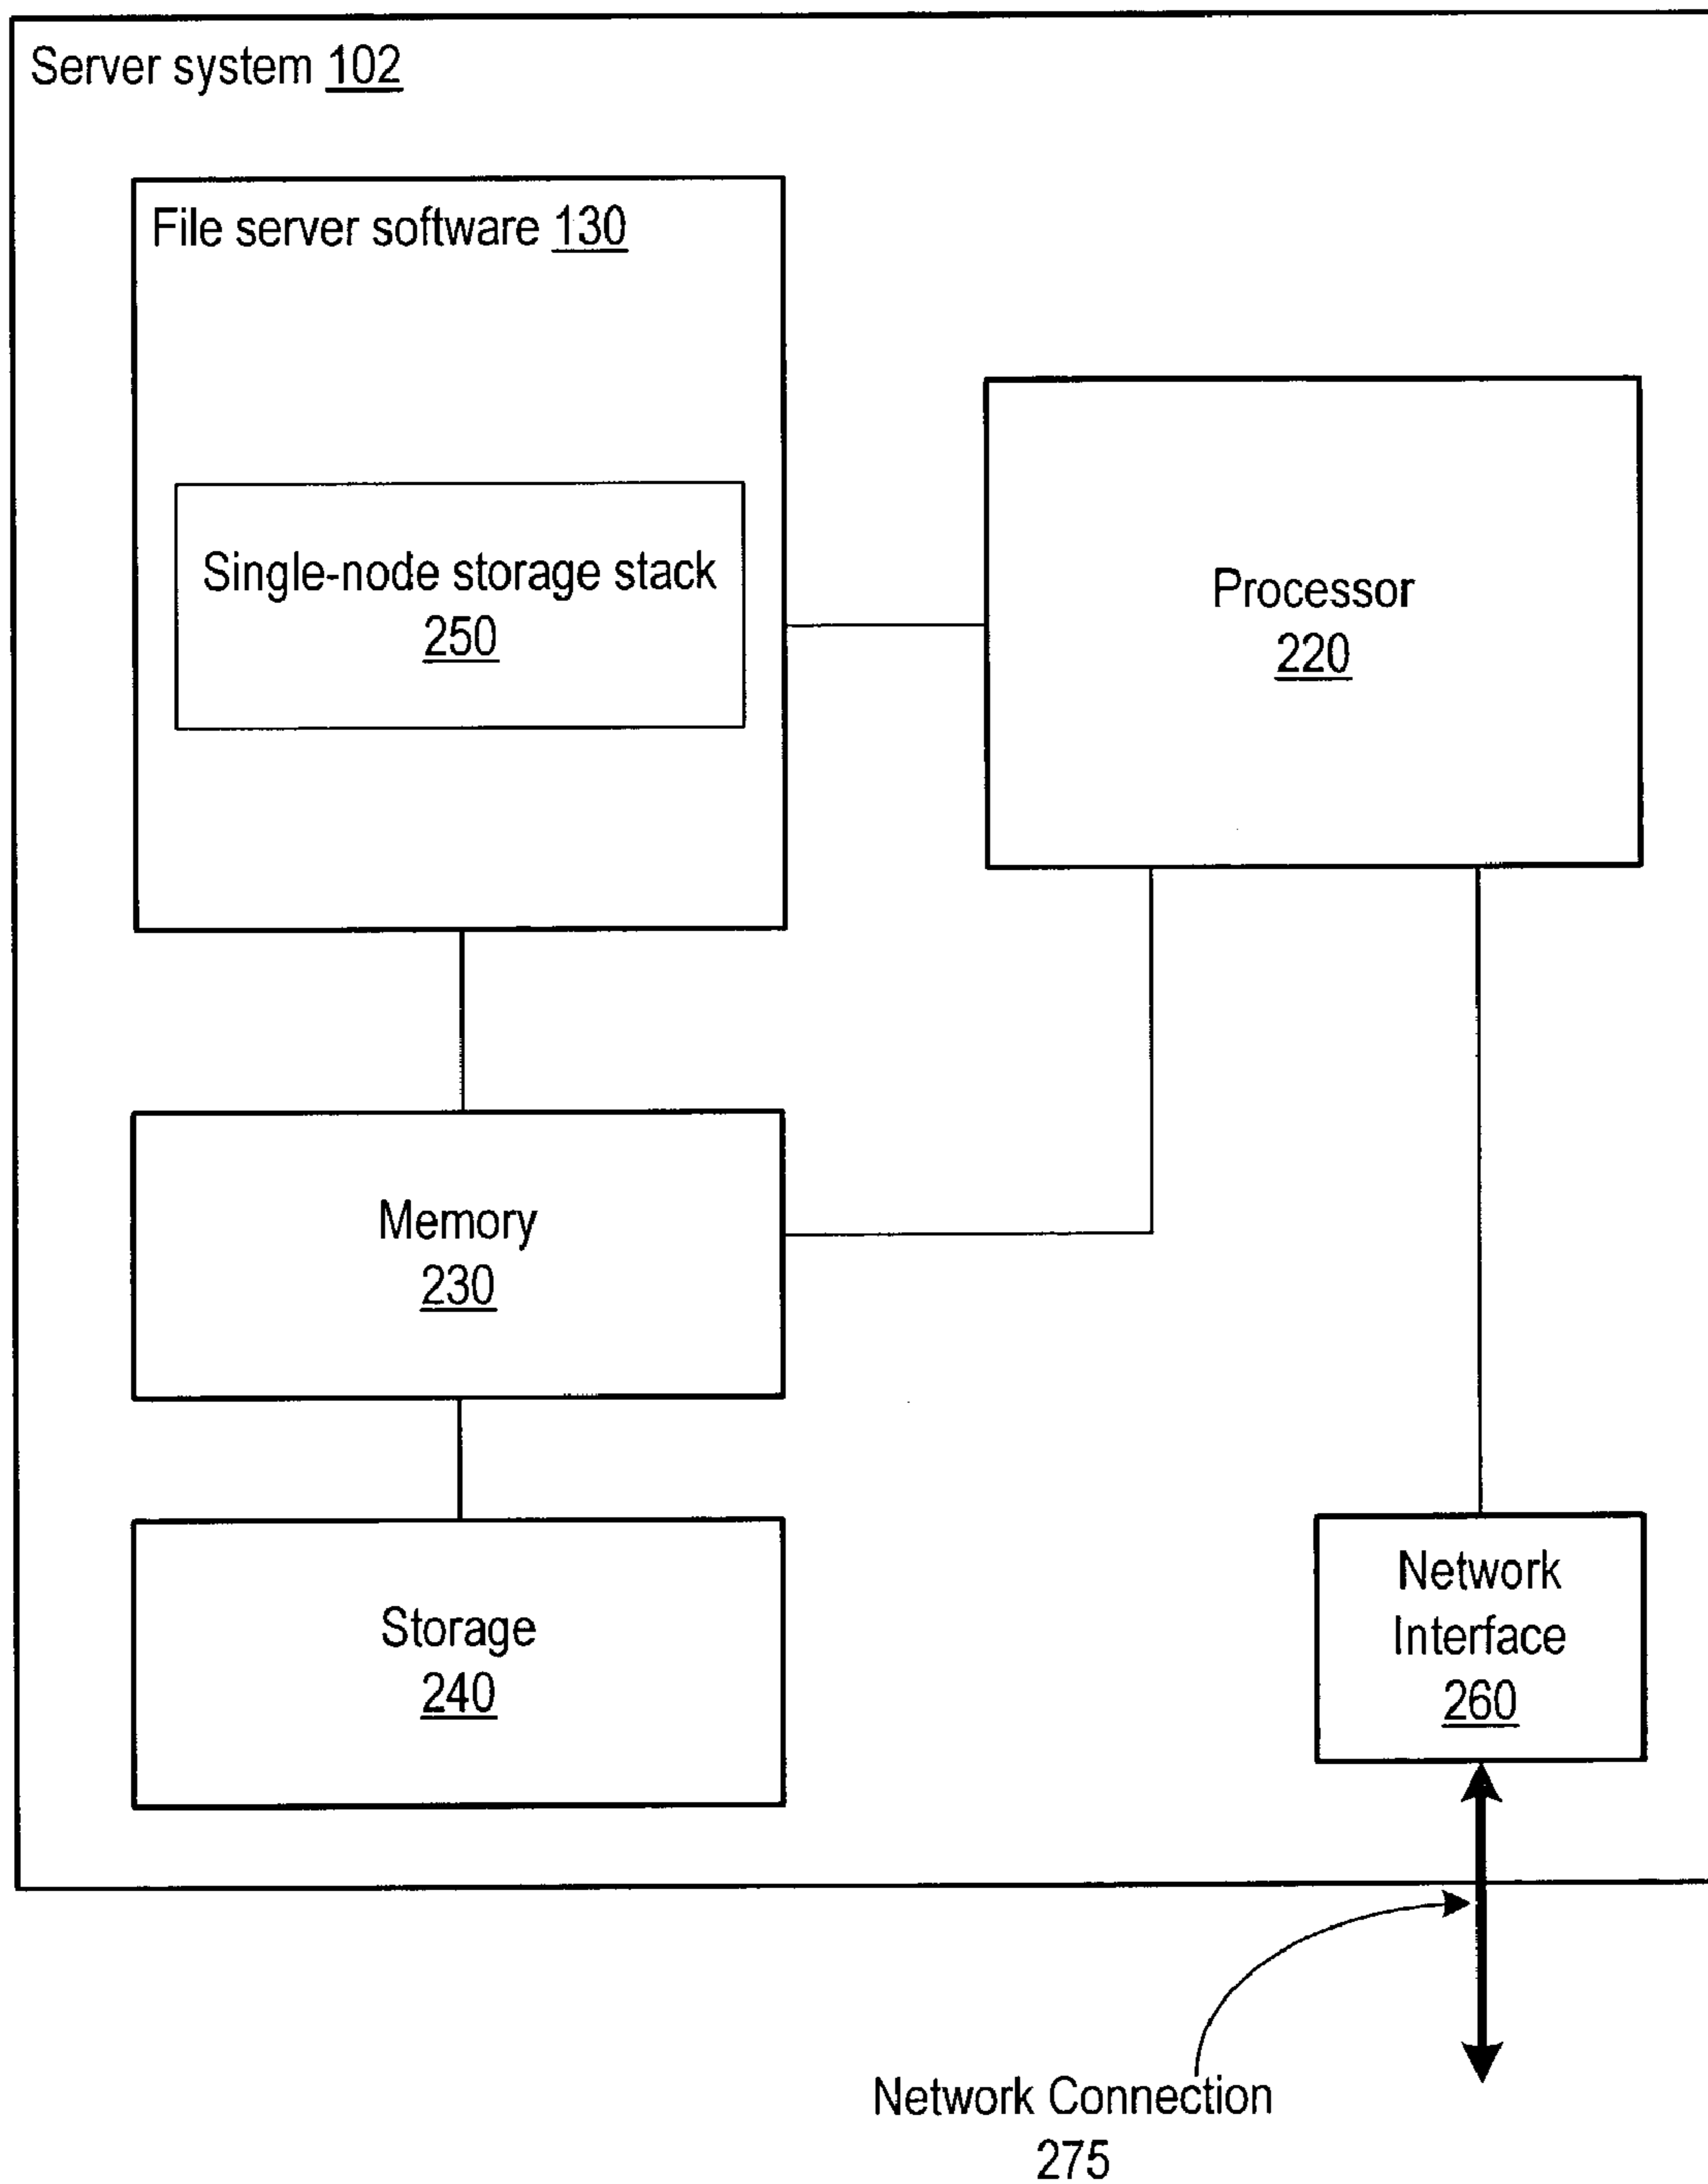 Server system 102
File server software 130
Single-node storage stack
250
Processor
220
Memory
230
Storage
240
Network
Interface
260
Network Connection
275